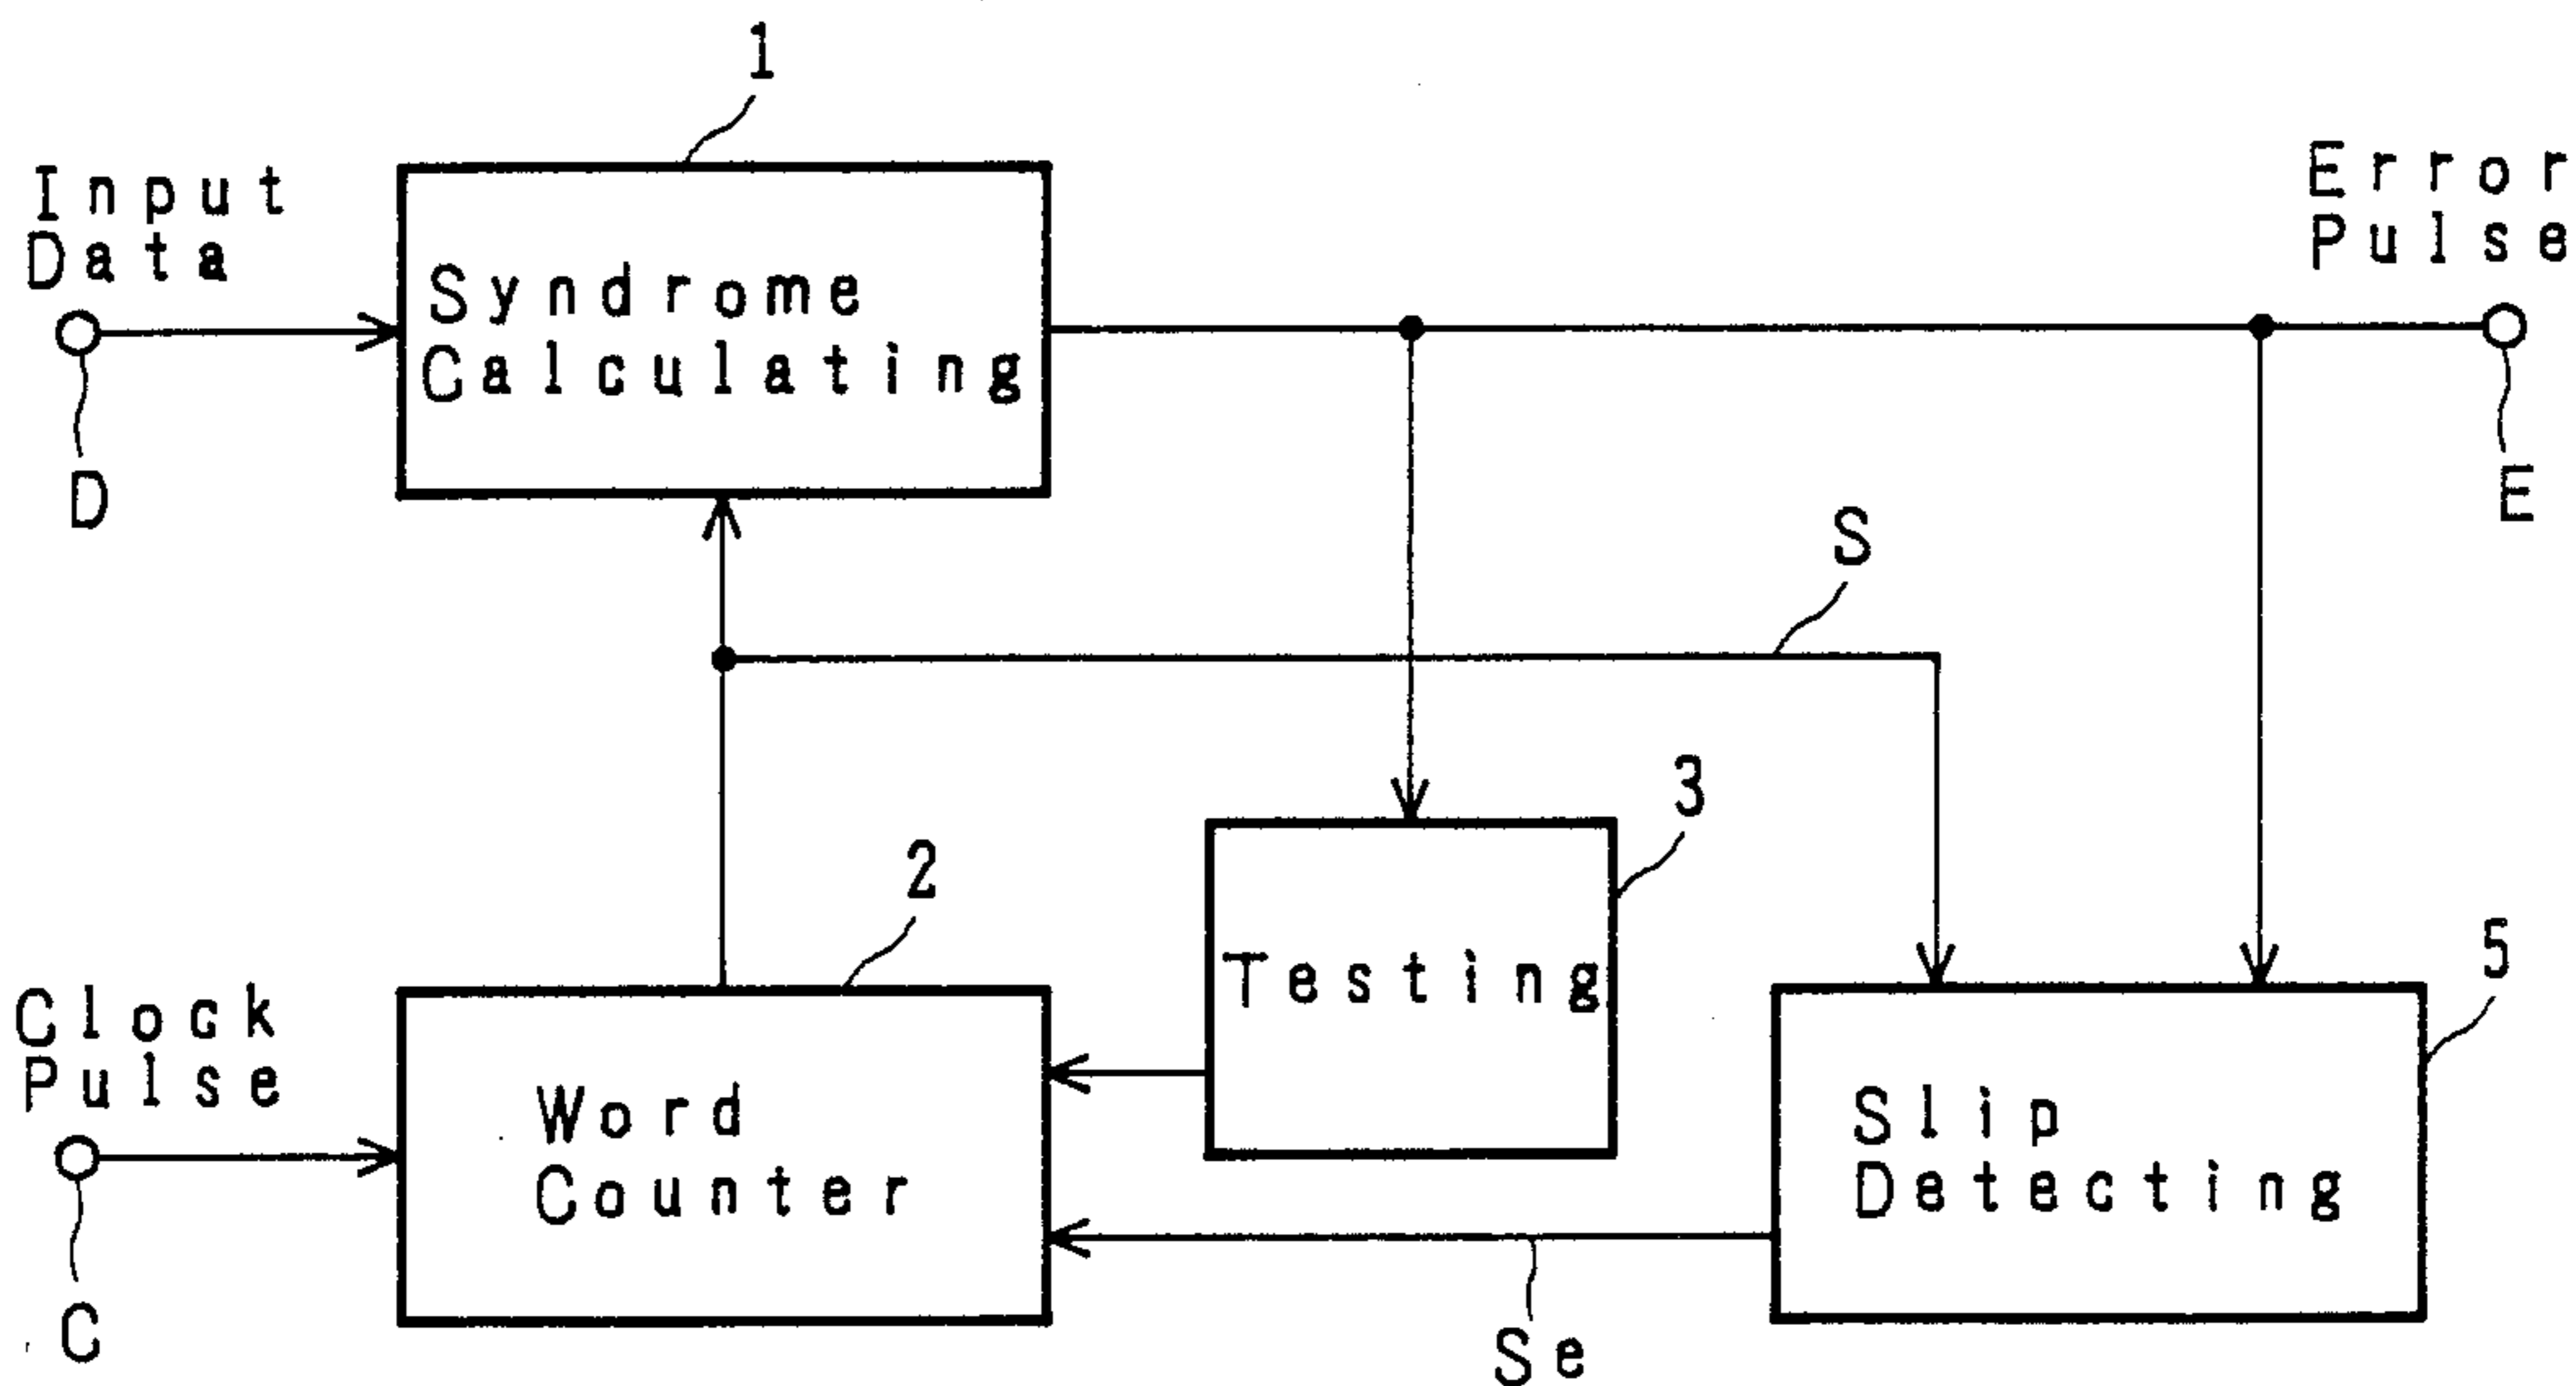 1
Input
Data
Syndrome
Calculating
Error
Pulse
D
E
S
3
2
Testing
5
Clock
Pulse
Word
Counter
Slip
Detecting
C
Se